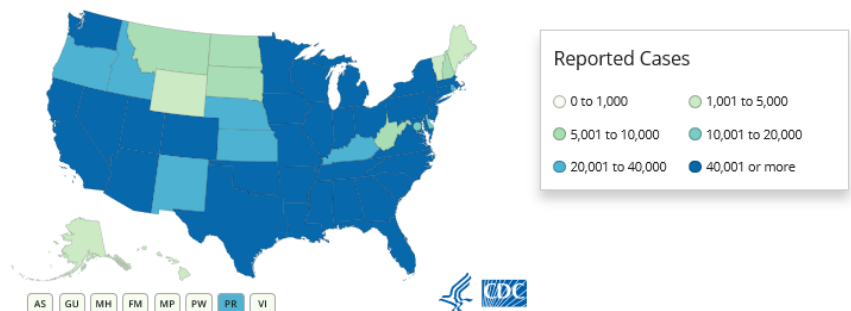 Reported Cases
0 to 1,000
1,001 to 5,000
5,001 to 10,000
10,001 to 20,000
20,001 to 40,000
40,001 or more
AS GU MH FM MP PW PR VI
CDC